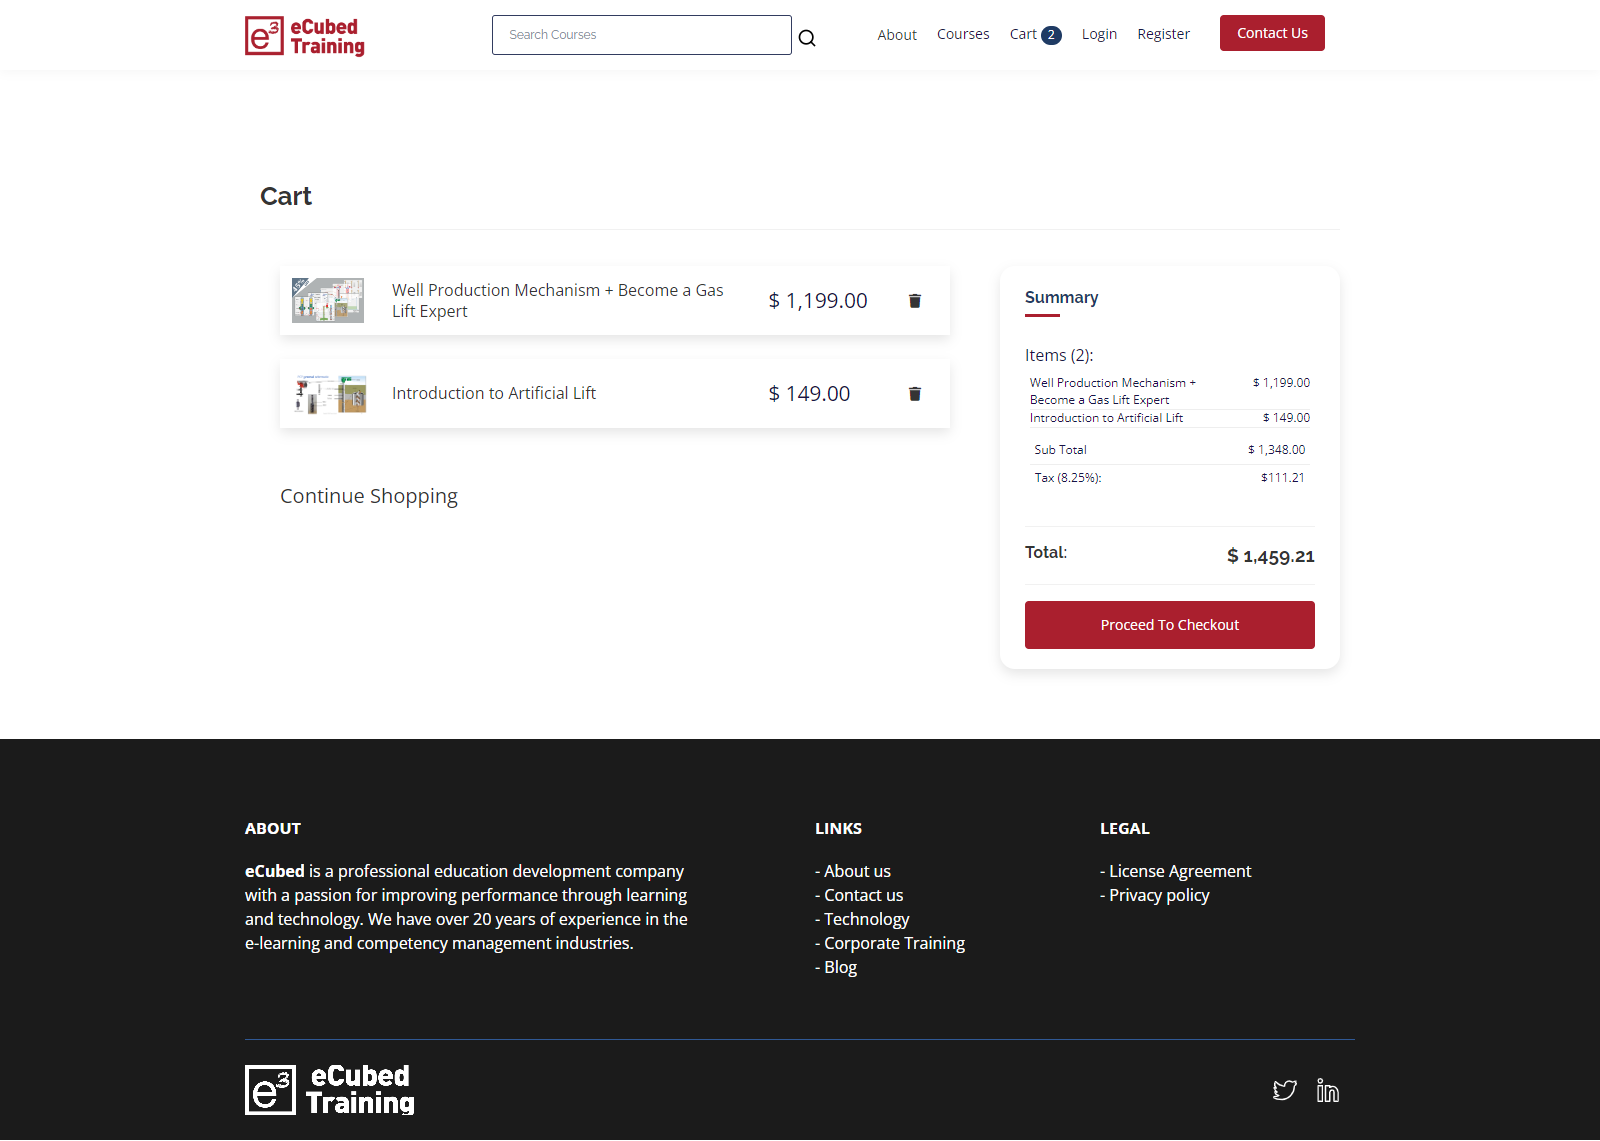 e3 eCubed Training
Search Courses
About Courses Cart 2 Login Register Contact Us
Cart
Well Production Mechanism + Become a Gas
Lift Expert
$ 1,199.00
Introduction to Artificial Lift
$ 149.00
Continue Shopping
Summary
Items (2):
Well Production Mechanism + $ 1,199.00
Become a Gas Lift Expert
Introduction to Artificial Lift $ 149.00
Sub Total $ 1,348.00
Tax (8.25%): $111.21
Total: $ 1,459.21
Proceed To Checkout
ABOUT
eCubed is a professional education development company
with a passion for improving performance through learning
and technology. We have over 20 years of experience in the
e-learning and competency management industries.
LINKS
- About us
- Contact us
- Technology
- Corporate Training
- Blog
LEGAL
- License Agreement
- Privacy policy
e3 eCubed
Training
in